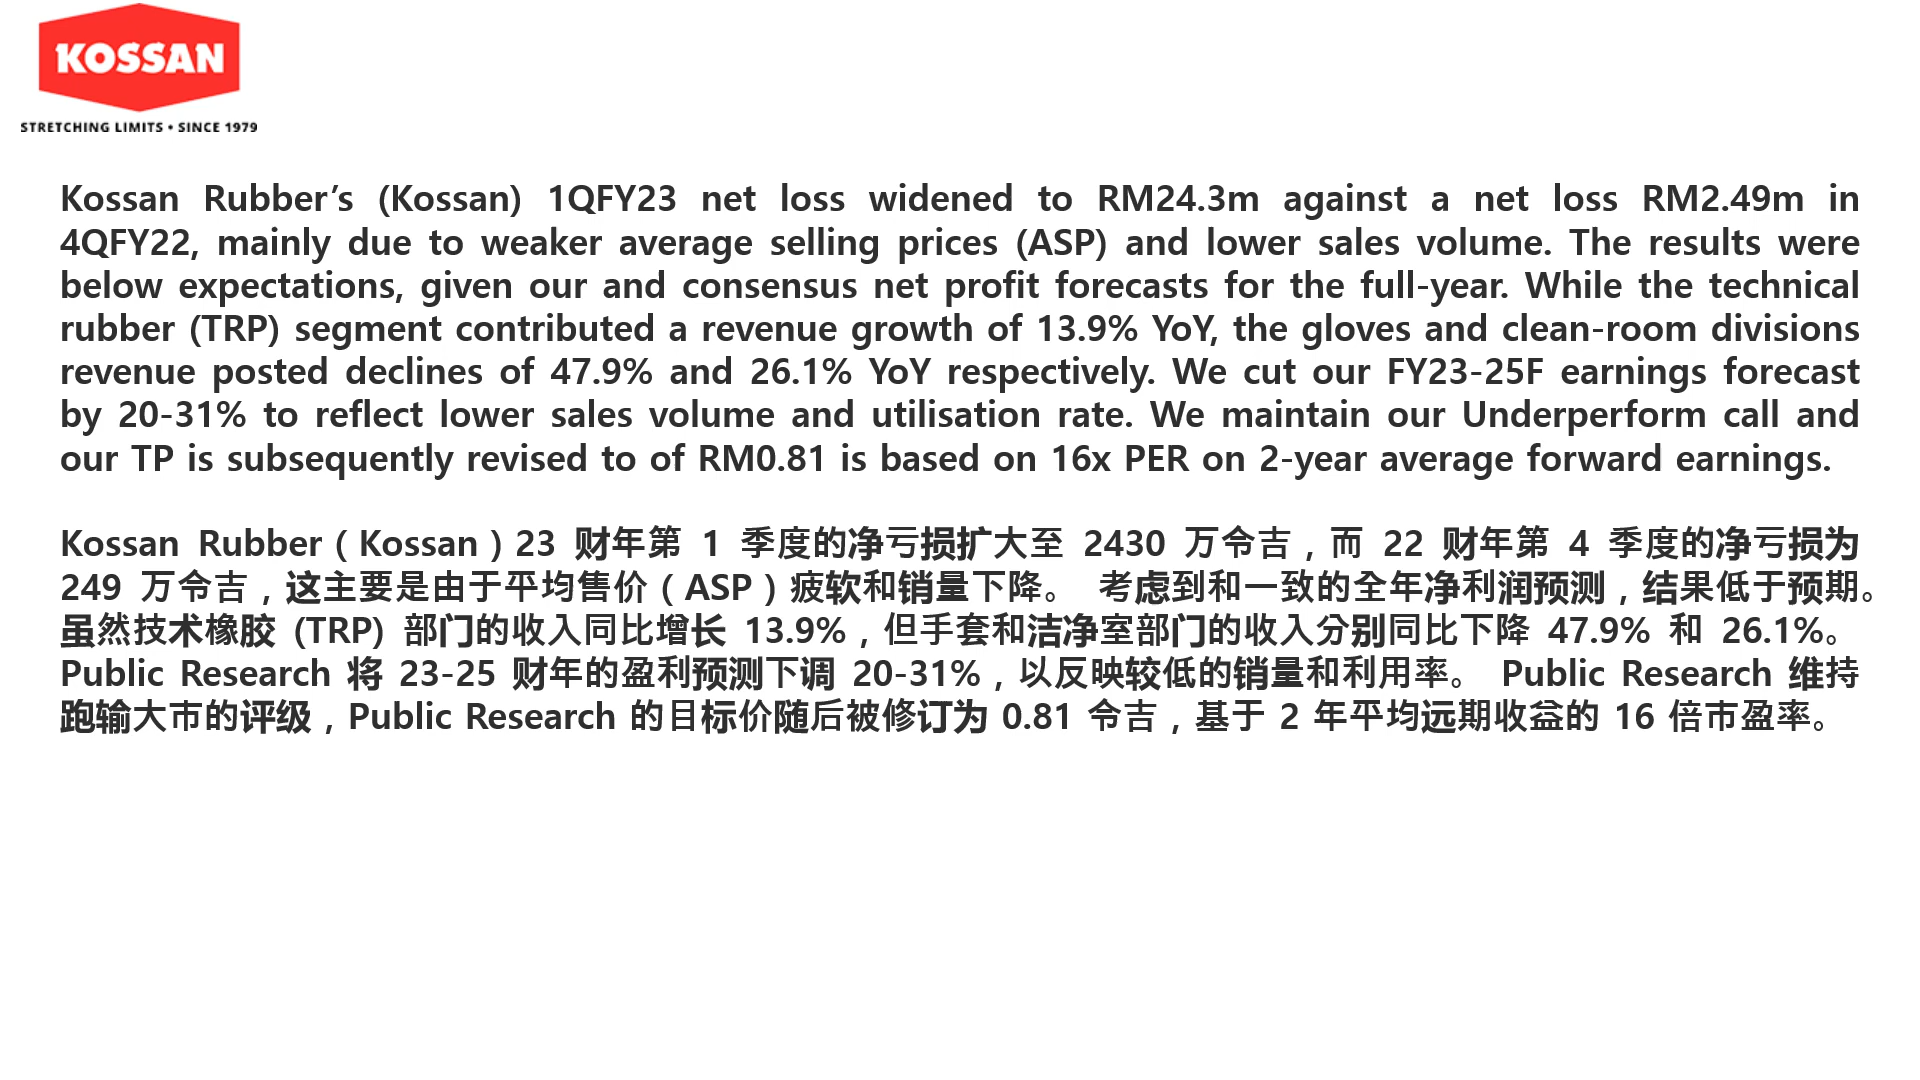 KOSSAN
STRETCHING LIMITS • SINCE 1979
Kossan Rubber’s (Kossan) 1QFY23 net loss widened to RM24.3m against a net loss RM2.49m in
4QFY22, mainly due to weaker average selling prices (ASP) and lower sales volume. The results were
below expectations, given our and consensus net profit forecasts for the full-year. While the technical
rubber (TRP) segment contributed a revenue growth of 13.9% YoY, the gloves and clean-room divisions
revenue posted declines of 47.9% and 26.1% YoY respectively. We cut our FY23-25F earnings forecast
by 20-31% to reflect lower sales volume and utilisation rate. We maintain our Underperform call and
our TP is subsequently revised to of RM0.81 is based on 16x PER on 2-year average forward earnings.
Kossan Rubber（Kossan）23 财年第 1 季度的净亏损扩大至 2430 万令吉，而 22 财年第 4 季度的净亏损为
249 万令吉，这主要是由于平均售价（ASP）疲软和销量下降。 考虑到和一致的全年净利润预测，结果低于预期。
虽然技术橡胶 (TRP) 部门的收入同比增长 13.9%，但手套和洁净室部门的收入分别同比下降 47.9% 和 26.1%。
Public Research 将 23-25 财年的盈利预测下调 20-31%，以反映较低的销量和利用率。 Public Research 维持
跑输大市的评级，Public Research 的目标价随后被修订为 0.81 令吉，基于 2 年平均远期收益的 16 倍市盈率。